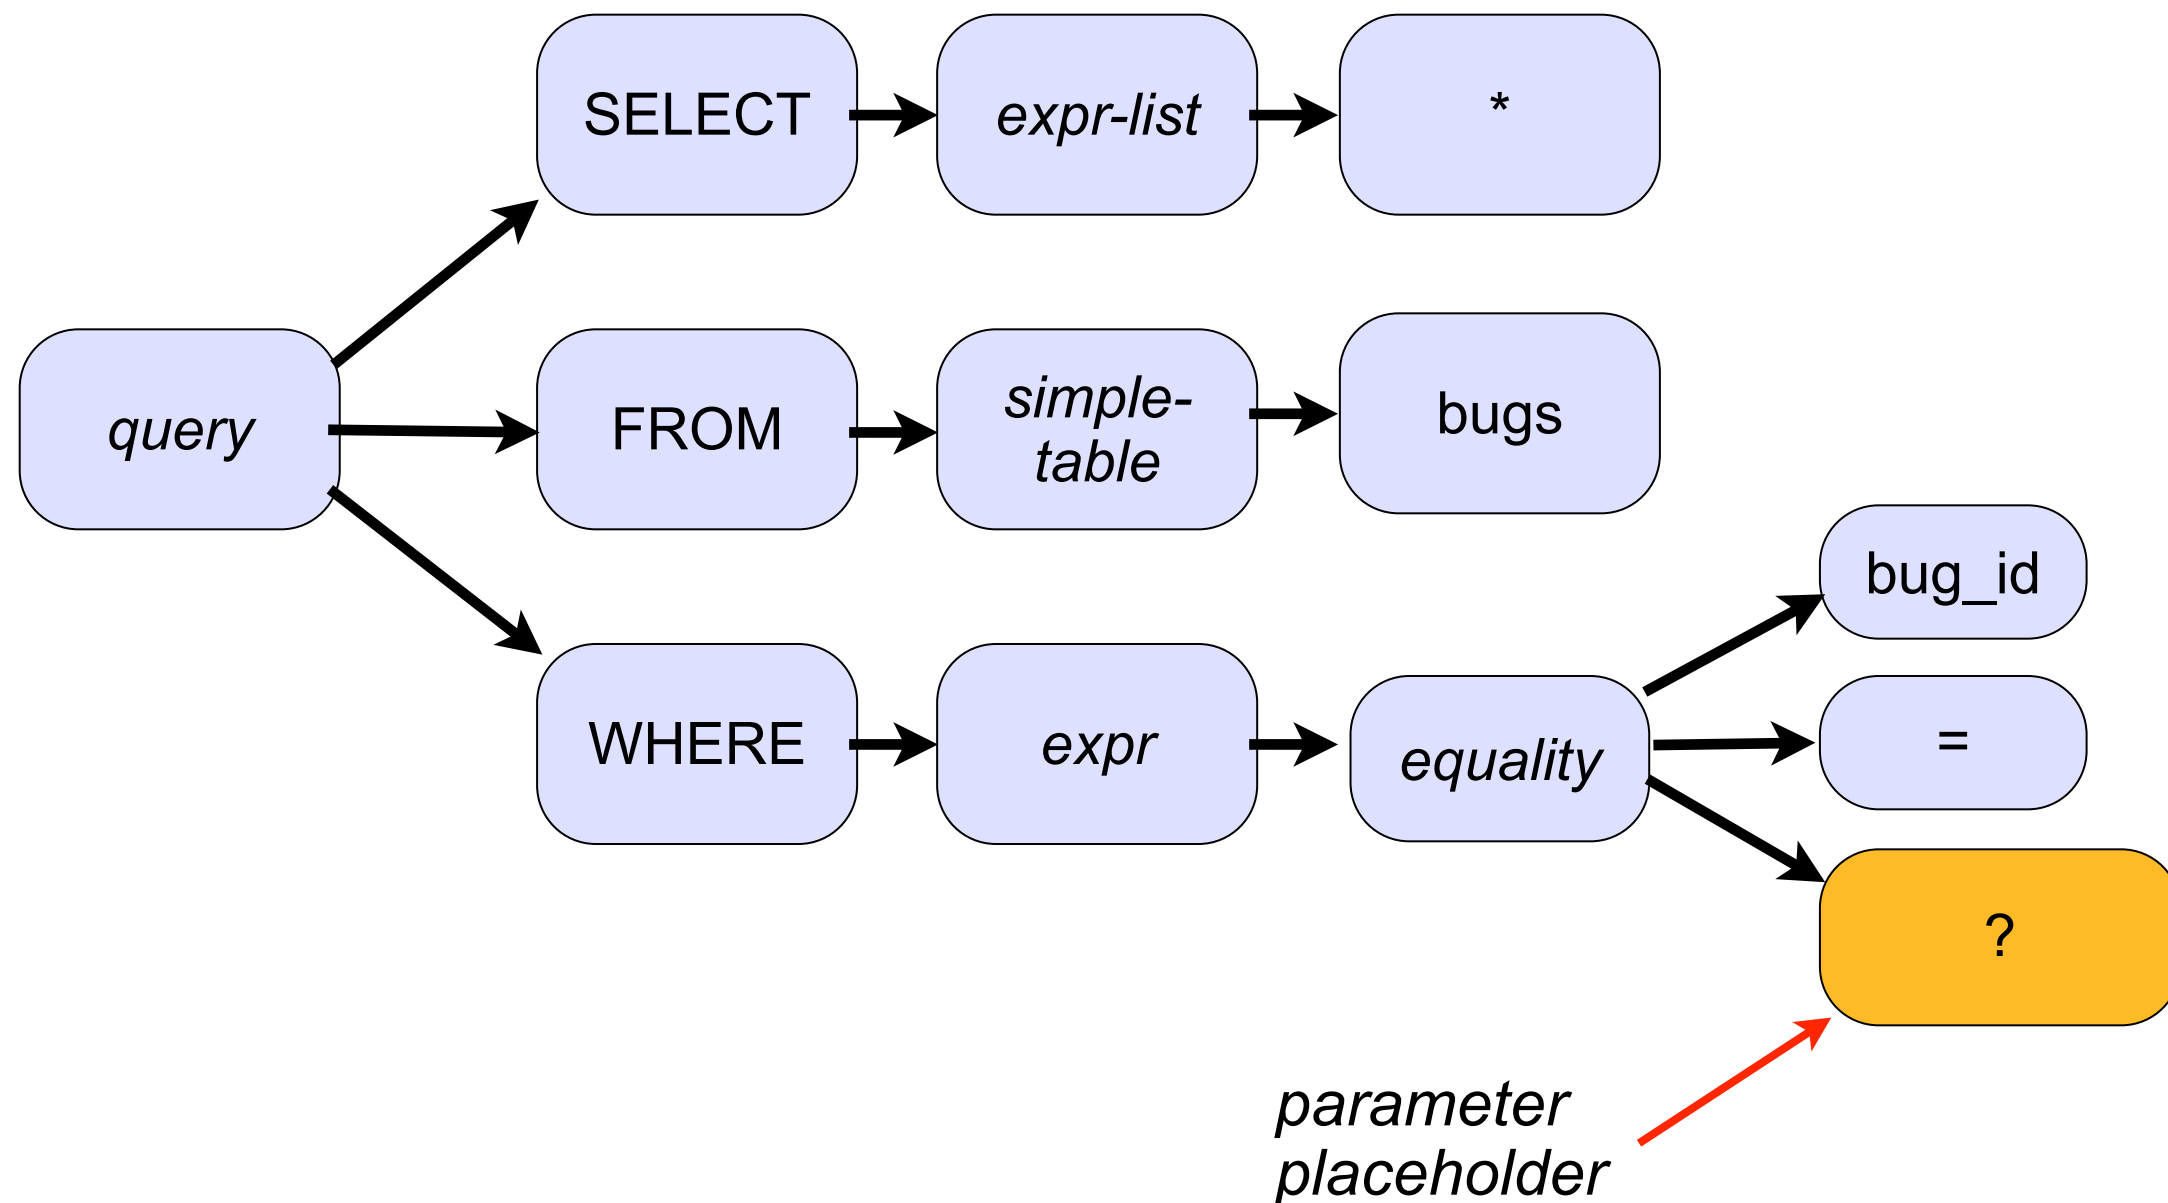 SELECT
expr-list
*
query
FROM
simple-
table
bugs
WHERE
expr
equality
bug_id
=
?
parameter
placeholder